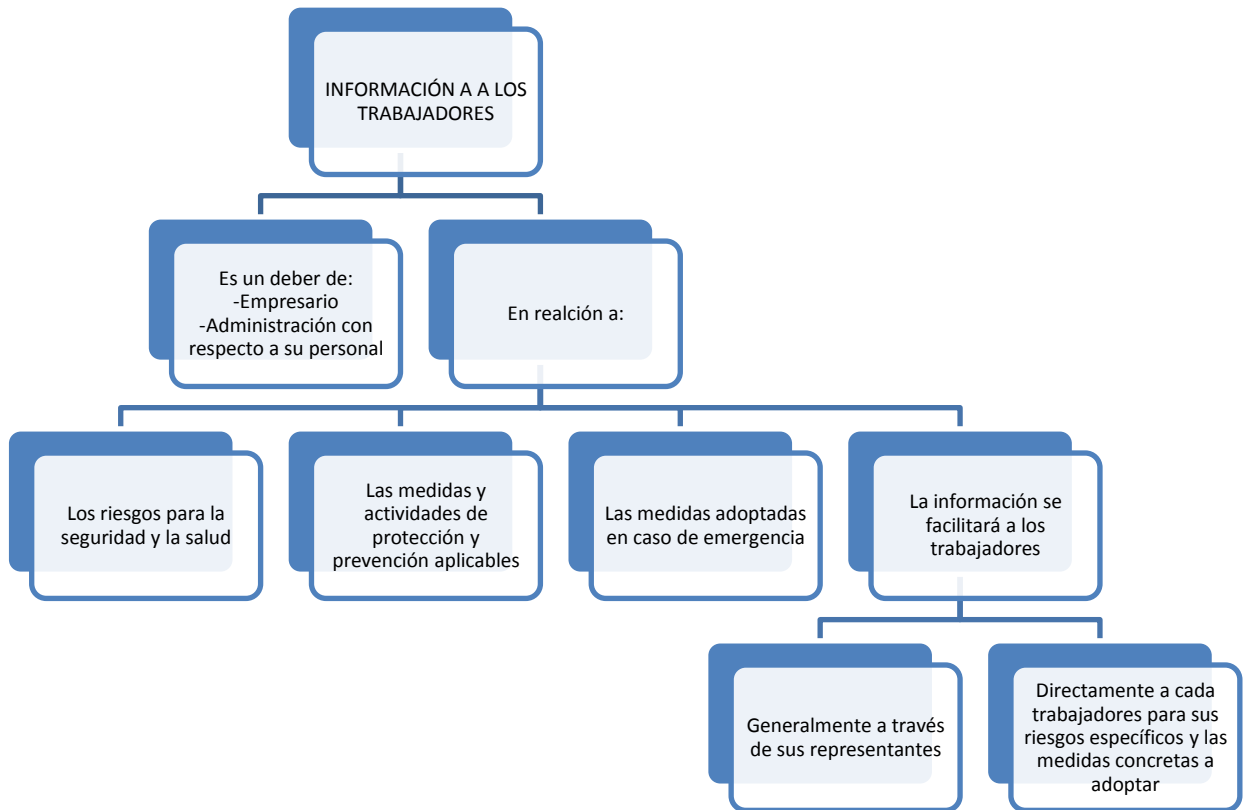 INFORMACIÓN A A LOS
TRABAJADORES
Es un deber de:
-Empresario
-Administración con
respecto a su personal
En realción a:
Los riesgos para la
seguridad y la salud
Las medidas y
actividades de
protección y
prevención aplicables
Las medidas adoptadas
en caso de emergencia
La información se
facilitará a los
trabajadores
Generalmente a través
de sus representantes
Directamente a cada
trabajadores para sus
riesgos específicos y las
medidas concretas a
adoptar